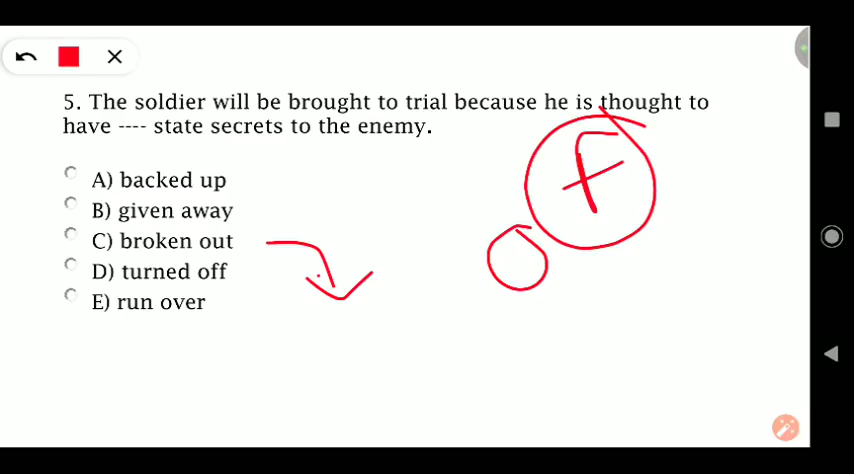 5. The soldier will be brought to trial because he is thought to
have ---- state secrets to the enemy.
A) backed up
B) given away
C) broken out
D) turned off
E) run over
f